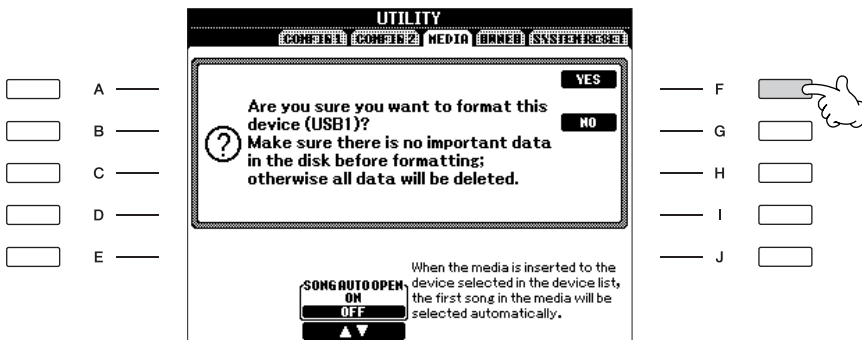 UTILITY
CONFIG 1 CONFIG 2 MEDIA OWNER SYSTEM RESET
A
B
C
D
E
Are you sure you want to format this
device (USB1)?
Make sure there is no important data
in the disk before formatting;
otherwise all data will be deleted.
YES
NO
F
G
H
I
J
SONG AUTO OPEN
ON
OFF
When the media is inserted to the
device selected in the device list,
the first song in the media will be
selected automatically.